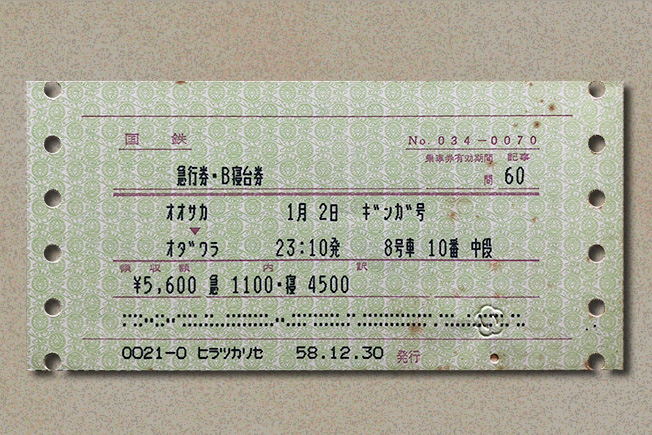 国鉄 No. 034-0070
乗車券有効期間 記事
間 60
急行券・B寝台券
オオサカ 1月 2日 ギンガ号
▼
オダワラ 23:10発 8号車 10番 中段
領収額 内訳
¥5,600 急 1100・寝 4500
0021-0 ヒラツカソセ 58.12.30 発行